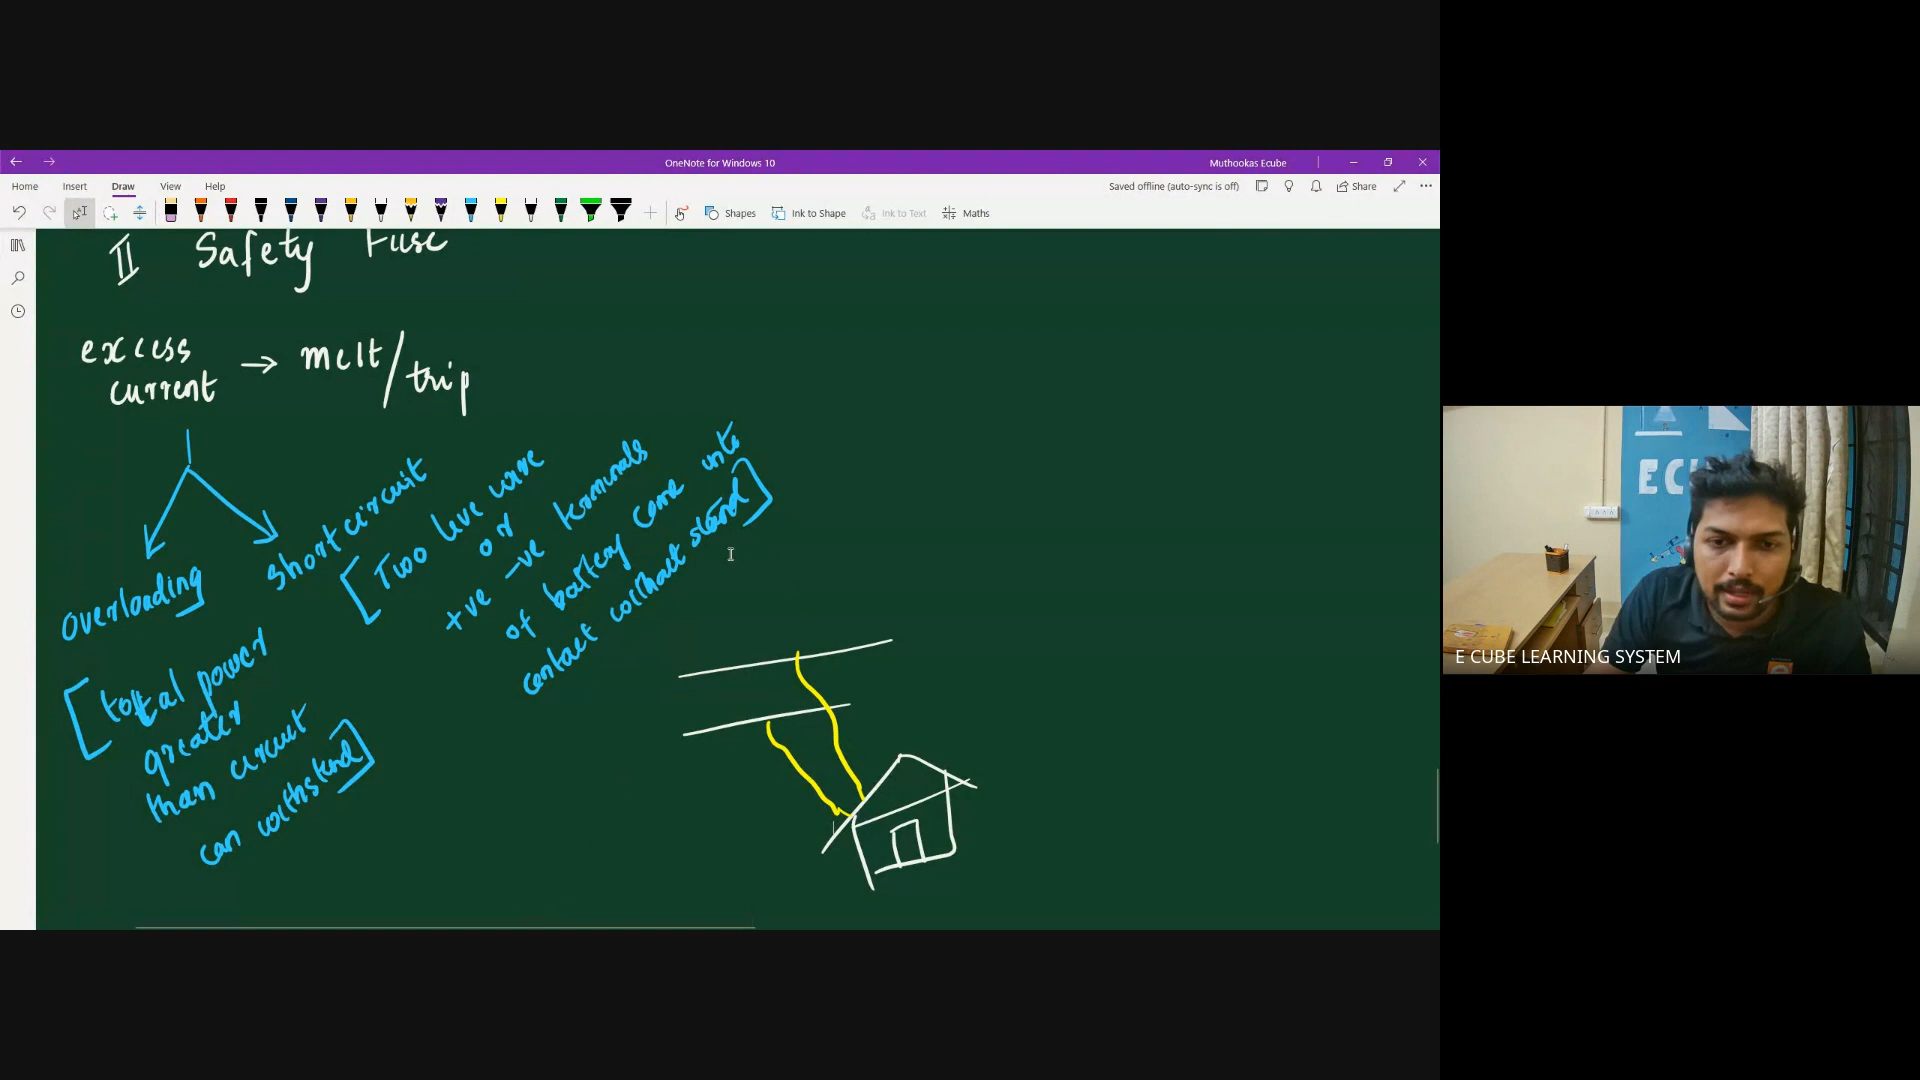 OneNote for Windows 10
Muthookas Ecube
Home Insert Draw View Help
Saved offline (auto-sync is off)
Share
Shapes
Ink to Shape
Ink to Text
Maths
II Safety Fuse
excess current → melt/trip
overloading
[total power
greater
than circuit
can withstand]
short circuit
[Two live wire
or
+ve -ve terminals
of battery come into
contact withact stand]
EC
E CUBE LEARNING SYSTEM